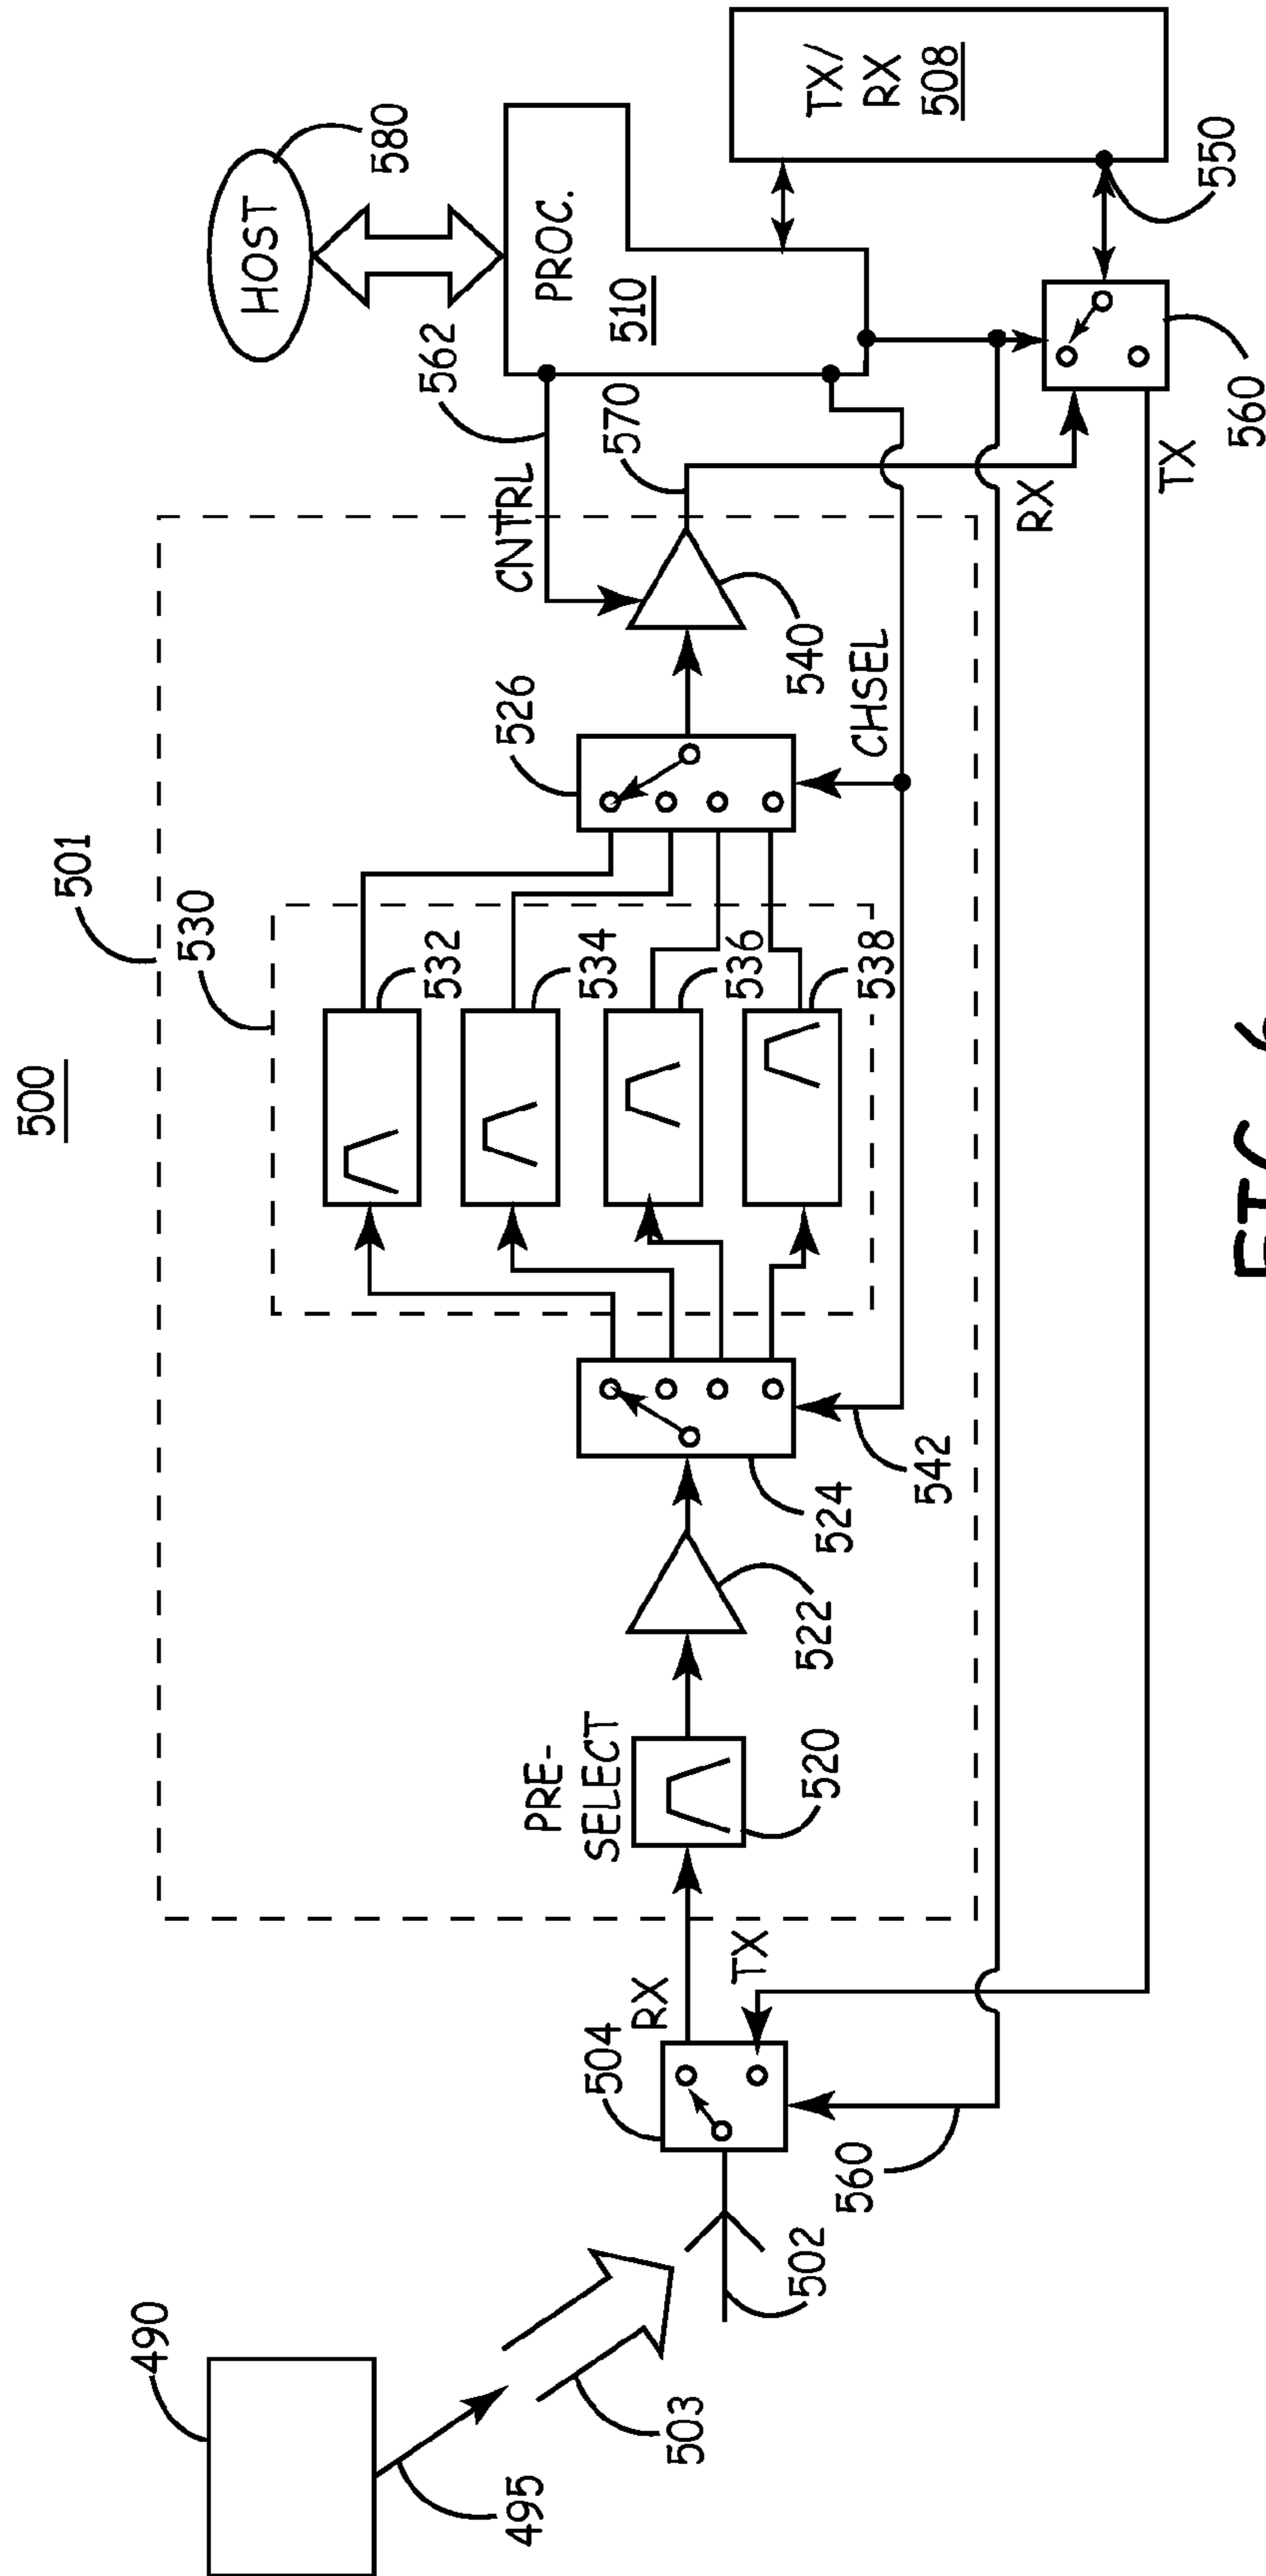 500
501
490
530
HOST
580
532
562
CNTRL
526
495
PRE-
SELECT
PROC.
510
534
504
570
RX
503
536
TX
502
540
522
520
TX/
RX
508
524
560
CHSEL
538
542
RX
TX
550
560
FIG. 6